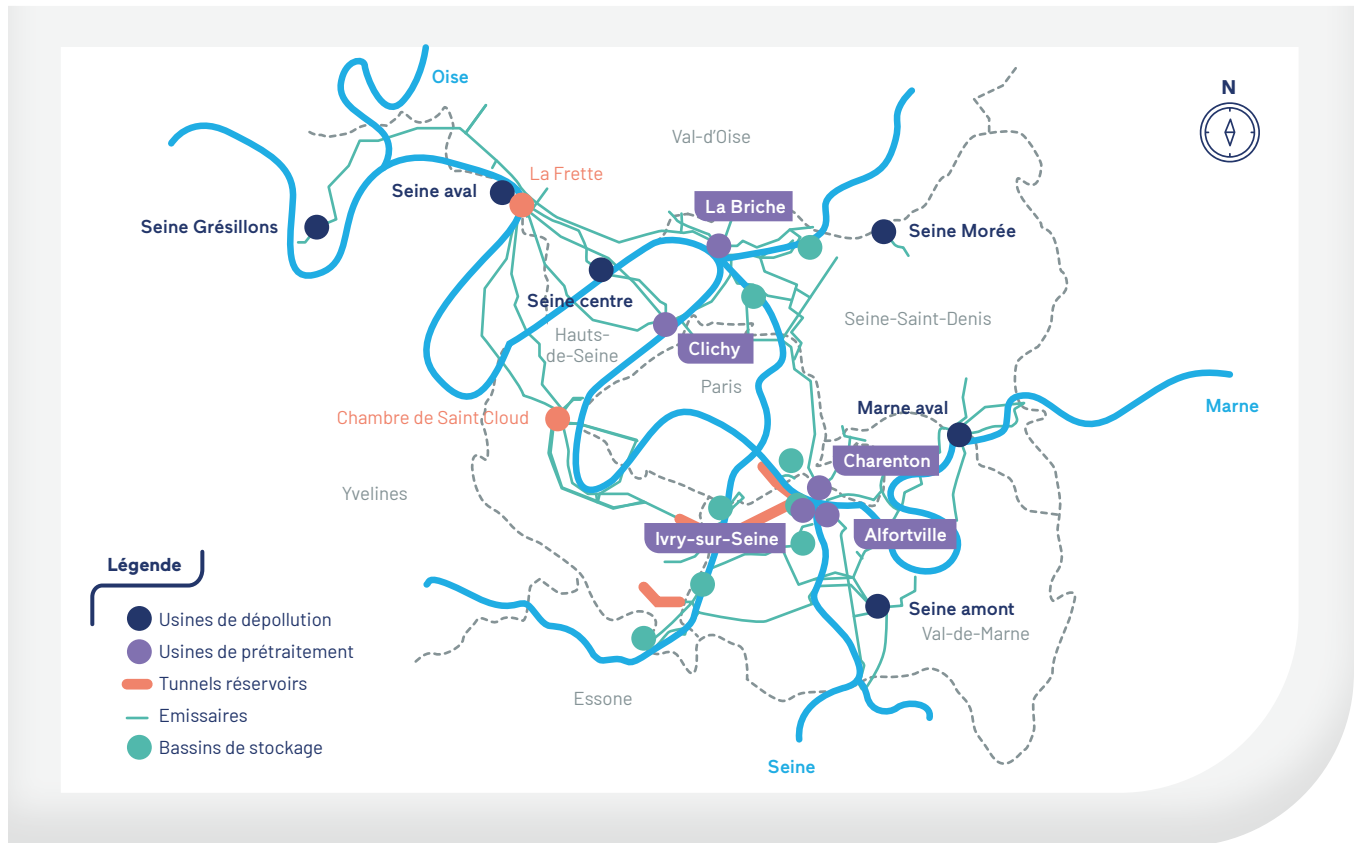 Oise
N
Val-d'Oise
La Frette
Seine aval
La Briche
Seine Grésillons
Seine Morée
Seine centre
Seine-Saint-Denis
Hauts-
de-Seine
Clichy
Paris
Marne aval
Marne
Chambre de Saint Cloud
Charenton
Yvelines
Ivry-sur-Seine
Alfortville
Seine amont
Val-de-Marne
Essone
Seine
Légende
Usines de dépollution
Usines de prétraitement
Tunnels réservoirs
Emissaires
Bassins de stockage